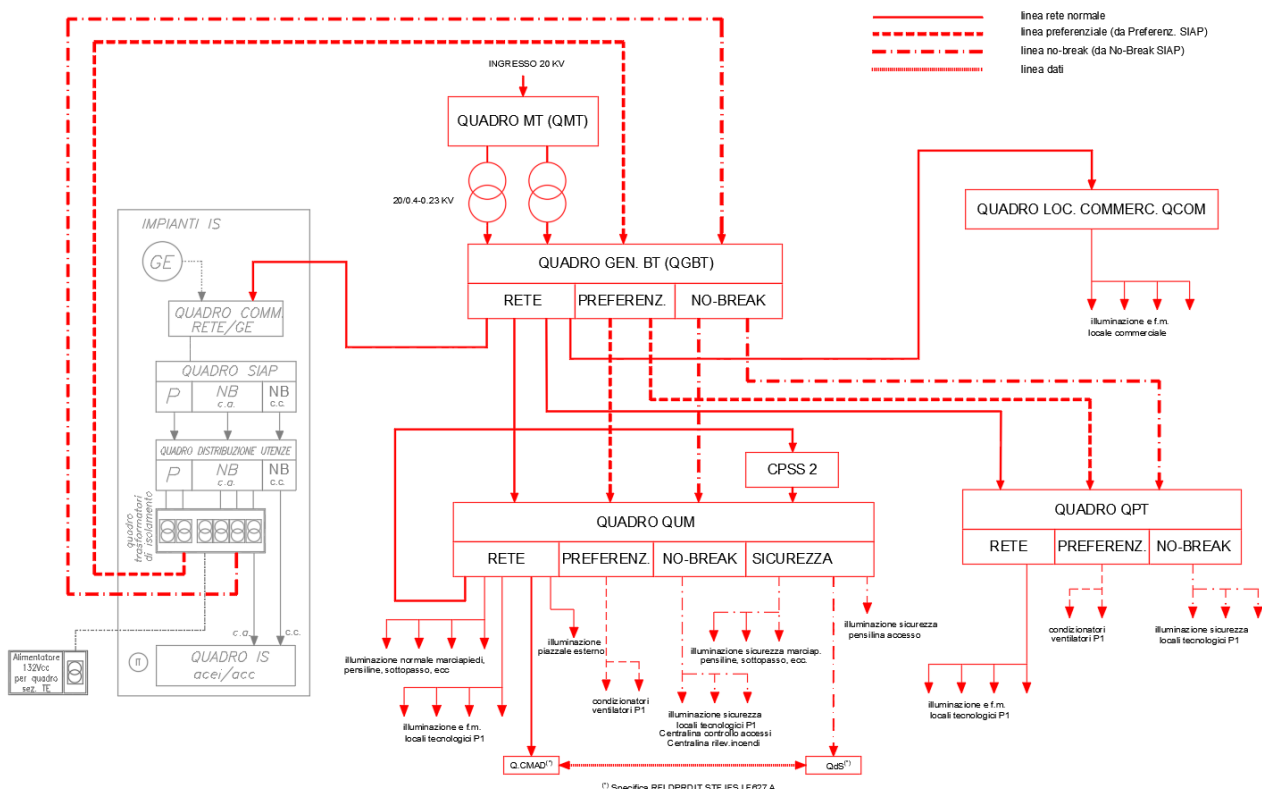 linea rete normale
linea preferenziale (da Preferenz. SIAP)
linea no-break (da No-Break SIAP)
linea dati
INGRESSO 20 KV
QUADRO MT (QMT)
20/0.4-0.23 KV
QUADRO LOC. COMMERC. QCOM
illuminazione e f.m.
locale commerciale
QUADRO GEN. BT (QGBT)
RETE
PREFERENZ.
NO-BREAK
IMPIANTI IS
GE
QUADRO COMM.
RETE/GE
QUADRO SIAP
P
NB
c.a.
NB
c.c.
QUADRO DISTRIBUZIONE UTENZE
P
NB
c.a.
NB
c.c.
quadro
trasformatori
di isolamento
c.a.
c.c.
IT
QUADRO IS
acei/acc
Alimentatore
132Vcc
per quadro
sez. TE
CPSS 2
QUADRO QUM
RETE
PREFERENZ.
NO-BREAK
SICUREZZA
illuminazione normale marciapiedi,
pensiline, sottopasso, ecc
illuminazione
piazzale esterno
illuminazione sicurezza marciap.
pensiline, sottopasso, ecc.
illuminazione sicurezza
pensilina accesso
illuminazione e f.m.
locali tecnologici P1
condizionatori
ventilatori P1
illuminazione sicurezza
locali tecnologici P1
Centralina controllo accessi
Centralina rilev.incendi
QUADRO QPT
RETE
PREFERENZ.
NO-BREAK
condizionatori
ventilatori P1
illuminazione sicurezza
locali tecnologici P1
illuminazione e f.m.
locali tecnologici P1
Q.CMAD(*)
QdS(*)
(*) Specifica